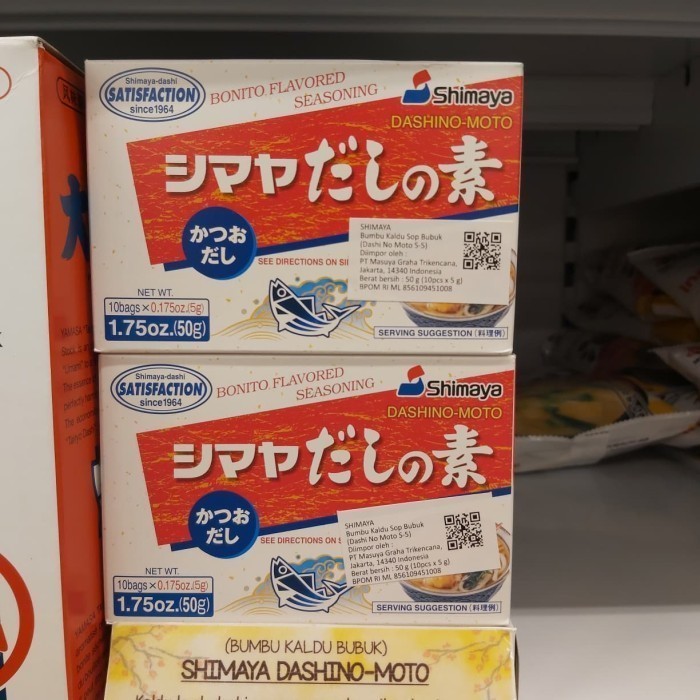 Shimaya-dashi
SATISFACTION
since1964
BONITO FLAVORED
SEASONING
Shimaya
DASHINO-MOTO
シマヤだしの素
かつお
だし
SEE DIRECTIONS ON
NET WT.
10bags×0.175oz.(5g)
1.75oz.(50g)
SHIMAYA
Bumbu Kaldu Sop Bubuk
(Dashi No Moto S-5)
Diimpor oleh :
PT Masuya Graha Trikencana,
Jakarta, 14340 Indonesia
Berat bersih : 50 g (10pcs x 5 g)
BPOM RI ML 856109451008
SERVING SUGGESTION (料理例)
Shimaya-dashi
SATISFACTION
since1964
BONITO FLAVORED
SEASONING
Shimaya
DASHINO-MOTO
シマヤだしの素
かつお
だし
SEE DIRECTIONS ON
NET WT.
10bags×0.175oz.(5g)
1.75oz.(50g)
SHIMAYA
Bumbu Kaldu Sop Bubuk
(Dashi No Moto S-5)
Diimpor oleh :
PT Masuya Graha Trikencana,
Jakarta, 14340 Indonesia
Berat bersih : 50 g (10pcs x 5 g)
BPOM RI ML 856109451008
SERVING SUGGESTION (料理例)
(BUMBU KALDU BUBUK)
SHIMAYA DASHINO-MOTO